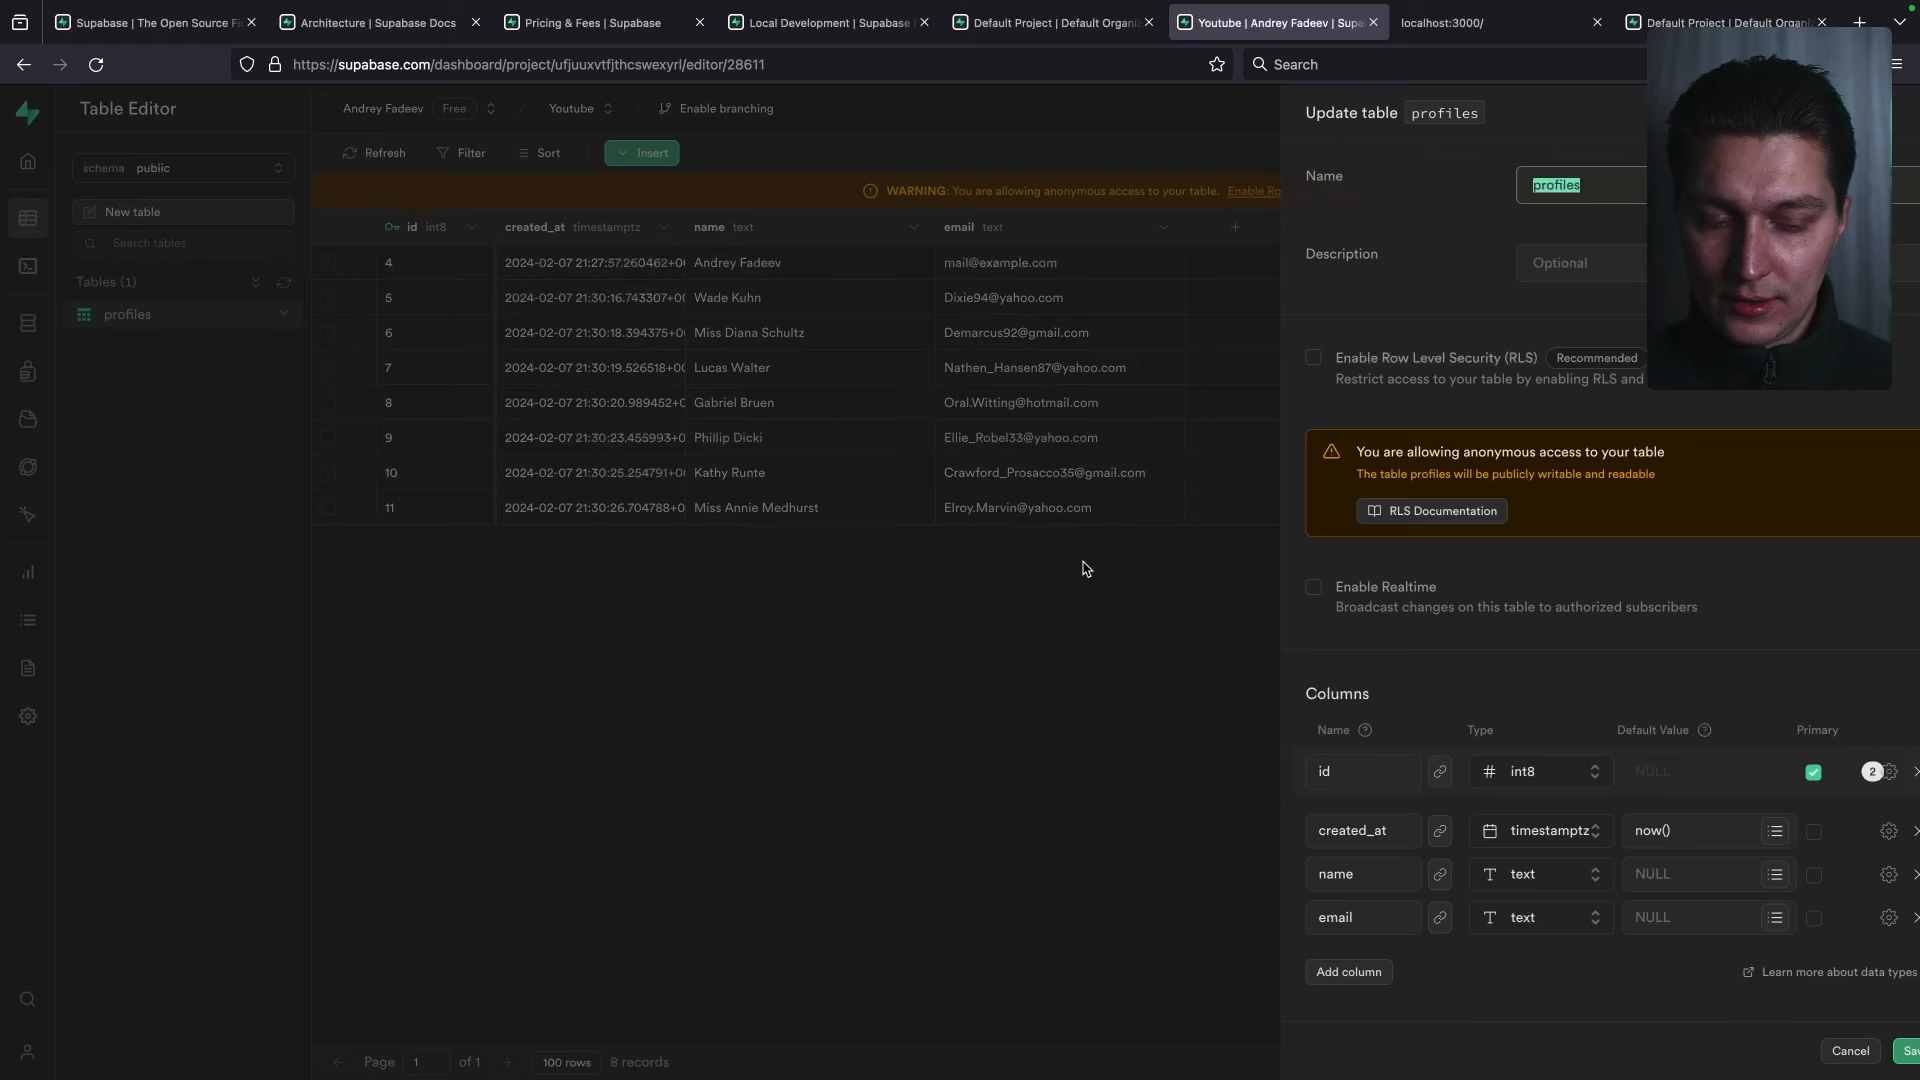 Supabase | The Open Source Fi
Architecture | Supabase Docs
Pricing & Fees | Supabase
Local Development | Supabase
Default Project | Default Organi
Youtube | Andrey Fadeev | Supa
localhost:3000/
Default Project | Default Organi
https://supabase.com/dashboard/project/ufjuuxvtfjthcswexyrl/editor/28611
Search
Table Editor
Andrey Fadeev Free / Youtube Enable branching
Update table profiles
Refresh Filter Sort Insert
schema public
New table
Search tables
Tables (1)
profiles
WARNING: You are allowing anonymous access to your table. Enable Ro
id int8 created_at timestamptz name text email text
4 2024-02-07 21:27:57.260462+00 Andrey Fadeev mail@example.com
5 2024-02-07 21:30:16.743307+00 Wade Kuhn Dixie94@yahoo.com
6 2024-02-07 21:30:18.394375+00 Miss Diana Schultz Demarcus92@gmail.com
7 2024-02-07 21:30:19.526518+00 Lucas Walter Nathen_Hansen87@yahoo.com
8 2024-02-07 21:30:20.989452+0 Gabriel Bruen Oral.Witting@hotmail.com
9 2024-02-07 21:30:23.455993+0 Phillip Dicki Ellie_Robel33@yahoo.com
10 2024-02-07 21:30:25.254791+00 Kathy Runte Crawford_Prosacco35@gmail.com
11 2024-02-07 21:30:26.704788+0 Miss Annie Medhurst Elroy.Marvin@yahoo.com
Page 1 of 1 100 rows 8 records
Name profiles
Description Optional
Enable Row Level Security (RLS) Recommended
Restrict access to your table by enabling RLS and
You are allowing anonymous access to your table
The table profiles will be publicly writable and readable
RLS Documentation
Enable Realtime
Broadcast changes on this table to authorized subscribers
Columns
Name Type Default Value Primary
id int8 NULL 2
created_at timestamptz now()
name text NULL
email text NULL
Add column
Learn more about data types
Cancel Sav